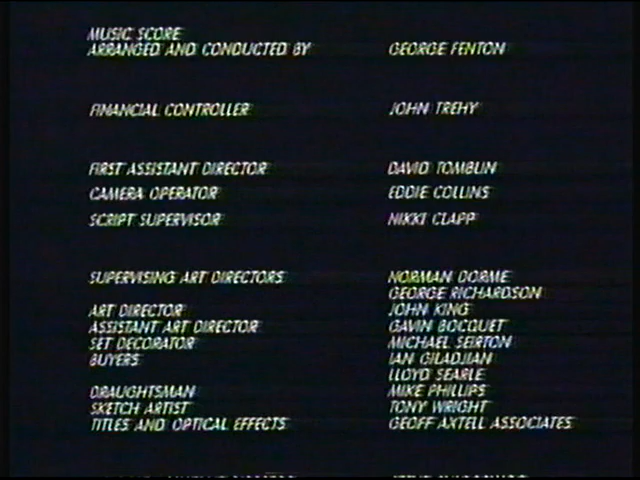 MUSIC SCORE
ARRANGED AND CONDUCTED BY GEORGE FENTON
FINANCIAL CONTROLLER JOHN TREHY
FIRST ASSISTANT DIRECTOR DAVID TOMBLIN
CAMERA OPERATOR EDDIE COLLINS
SCRIPT SUPERVISOR NIKKI CLAPP
SUPERVISING ART DIRECTORS NORMAN DORME
GEORGE RICHARDSON
ART DIRECTOR JOHN KING
ASSISTANT ART DIRECTOR GAVIN BOCQUET
SET DECORATOR MICHAEL SEIRTON
BUYERS IAN GILADJIAN
LLOYD SEARLE
DRAUGHTSMAN MIKE PHILLIPS
SKETCH ARTIST TONY WRIGHT
TITLES AND OPTICAL EFFECTS GEOFF AXTELL ASSOCIATES